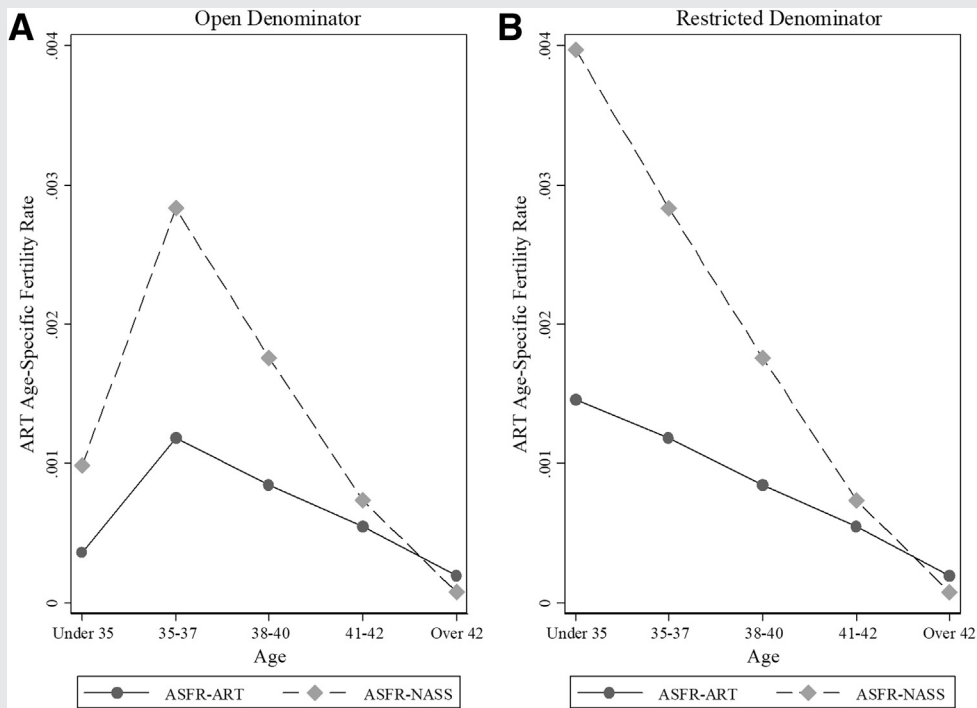 A
Open Denominator
ART Age-Specific Fertility Rate
.004
.003
.002
.001
0
Under 35 35-37 38-40 41-42 Over 42
Age
ASFR-ART ASFR-NASS
B
Restricted Denominator
ART Age-Specific Fertility Rate
.004
.003
.002
.001
0
Under 35 35-37 38-40 41-42 Over 42
Age
ASFR-ART ASFR-NASS